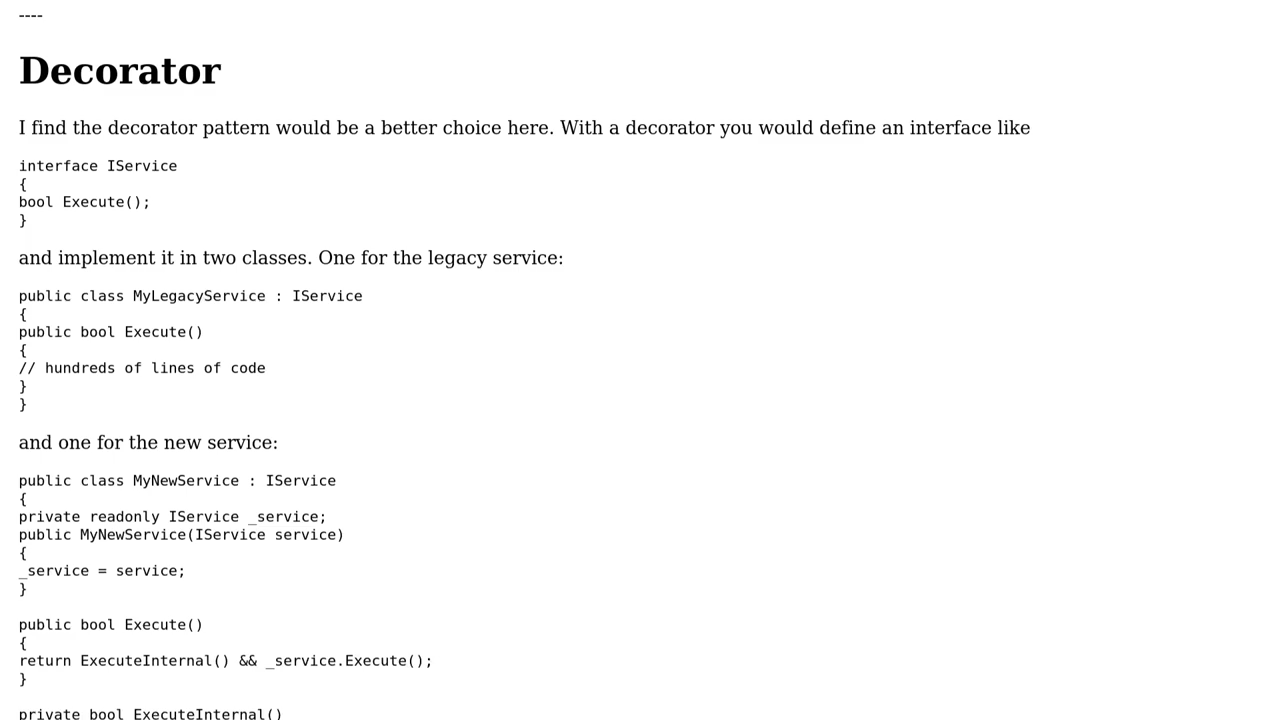 ----
Decorator
I find the decorator pattern would be a better choice here. With a decorator you would define an interface like
interface IService
{
bool Execute();
}
and implement it in two classes. One for the legacy service:
public class MyLegacyService : IService
{
public bool Execute()
{
// hundreds of lines of code
}
}
and one for the new service:
public class MyNewService : IService
{
private readonly IService _service;
public MyNewService(IService service)
{
_service = service;
}
public bool Execute()
{
return ExecuteInternal() && _service.Execute();
}
private bool ExecuteInternal()